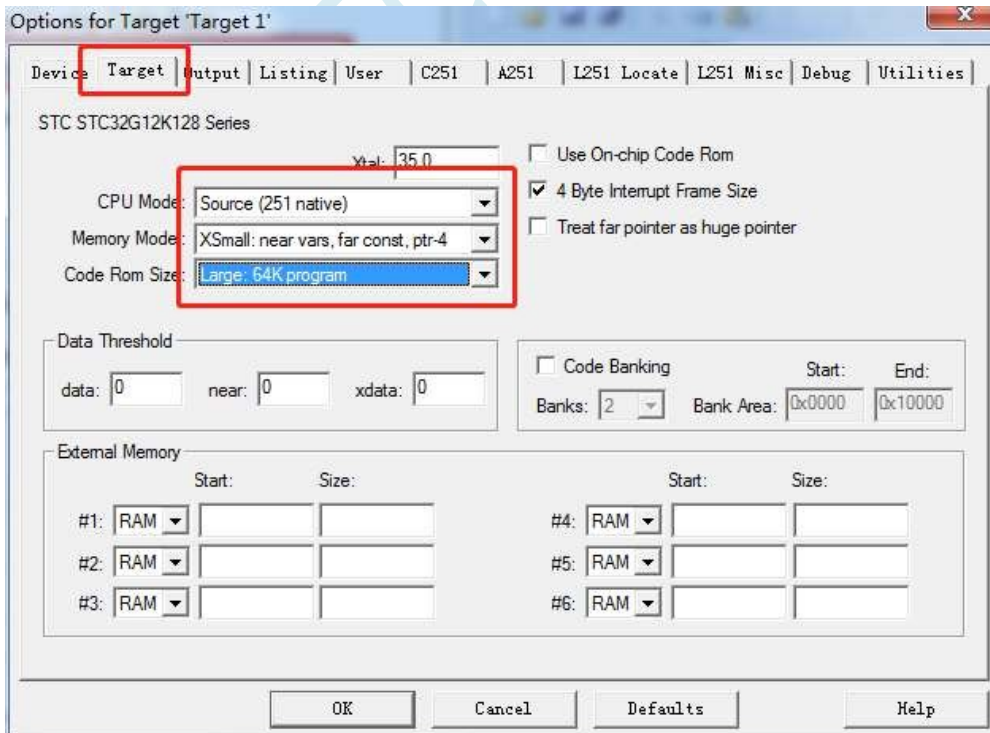 Options for Target 'Target 1'
Device Target Output Listing User C251 A251 L251 Locate L251 Misc Debug Utilities
STC STC32G12K128 Series
Xtal: 35.0
Use On-chip Code Rom
CPU Mode: Source (251 native)
4 Byte Interrupt Frame Size
Memory Model: XSmall: near vars, far const, ptr-4
Treat far pointer as huge pointer
Code Rom Size: Large: 64K program
Data Threshold
data: 0 near: 0 xdata: 0
Code Banking Start: End:
Banks: 2 Bank Area: 0x0000 0x10000
External Memory
Start: Size: Start: Size:
#1: RAM #4: RAM
#2: RAM #5: RAM
#3: RAM #6: RAM
OK Cancel Defaults Help